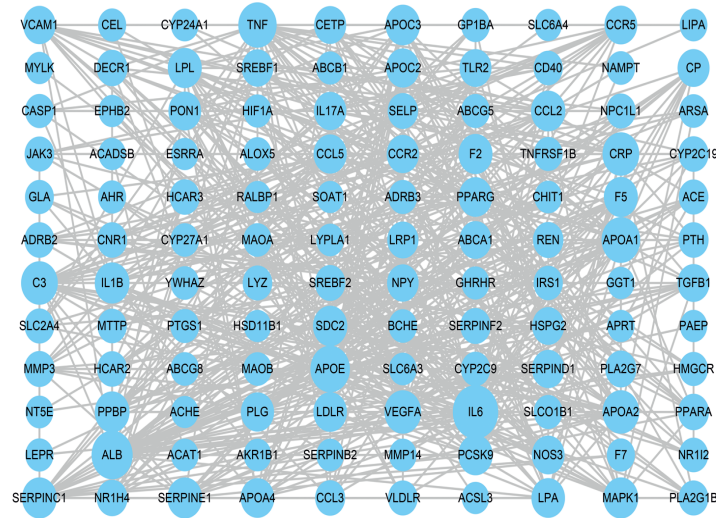 VCAM1 CEL CYP24A1 TNF CETP APOC3 GP1BA SLC6A4 CCR5 LIPA
MYLK DECR1 LPL SREBF1 ABCB1 APOC2 TLR2 CD40 NAMPT CP
CASP1 EPHB2 PON1 HIF1A IL17A SELP ABCG5 CCL2 NPC1L1 ARSA
JAK3 ACADSB ESRRA ALOX5 CCL5 CCR2 F2 TNFRSF1B CRP CYP2C19
GLA AHR HCAR3 RALBP1 SOAT1 ADRB3 PPARG CHIT1 F5 ACE
ADRB2 CNR1 CYP27A1 MAOA LYPLA1 LRP1 ABCA1 REN APOA1 PTH
C3 IL1B YWHAZ LYZ SREBF2 NPY GHRHR IRS1 GGT1 TGFB1
SLC2A4 MTTP PTGS1 HSD11B1 SDC2 BCHE SERPINF2 HSPG2 APRT PAEP
MMP3 HCAR2 ABCG8 MAOB APOE SLC6A3 CYP2C9 SERPIND1 PLA2G7 HMGCR
NT5E PPBP ACHE PLG LDLR VEGFA IL6 SLCO1B1 APOA2 PPARA
LEPR ALB ACAT1 AKR1B1 SERPINB2 MMP14 PCSK9 NOS3 F7 NR1I2
SERPINC1 NR1H4 SERPINE1 APOA4 CCL3 VLDLR ACSL3 LPA MAPK1 PLA2G1B